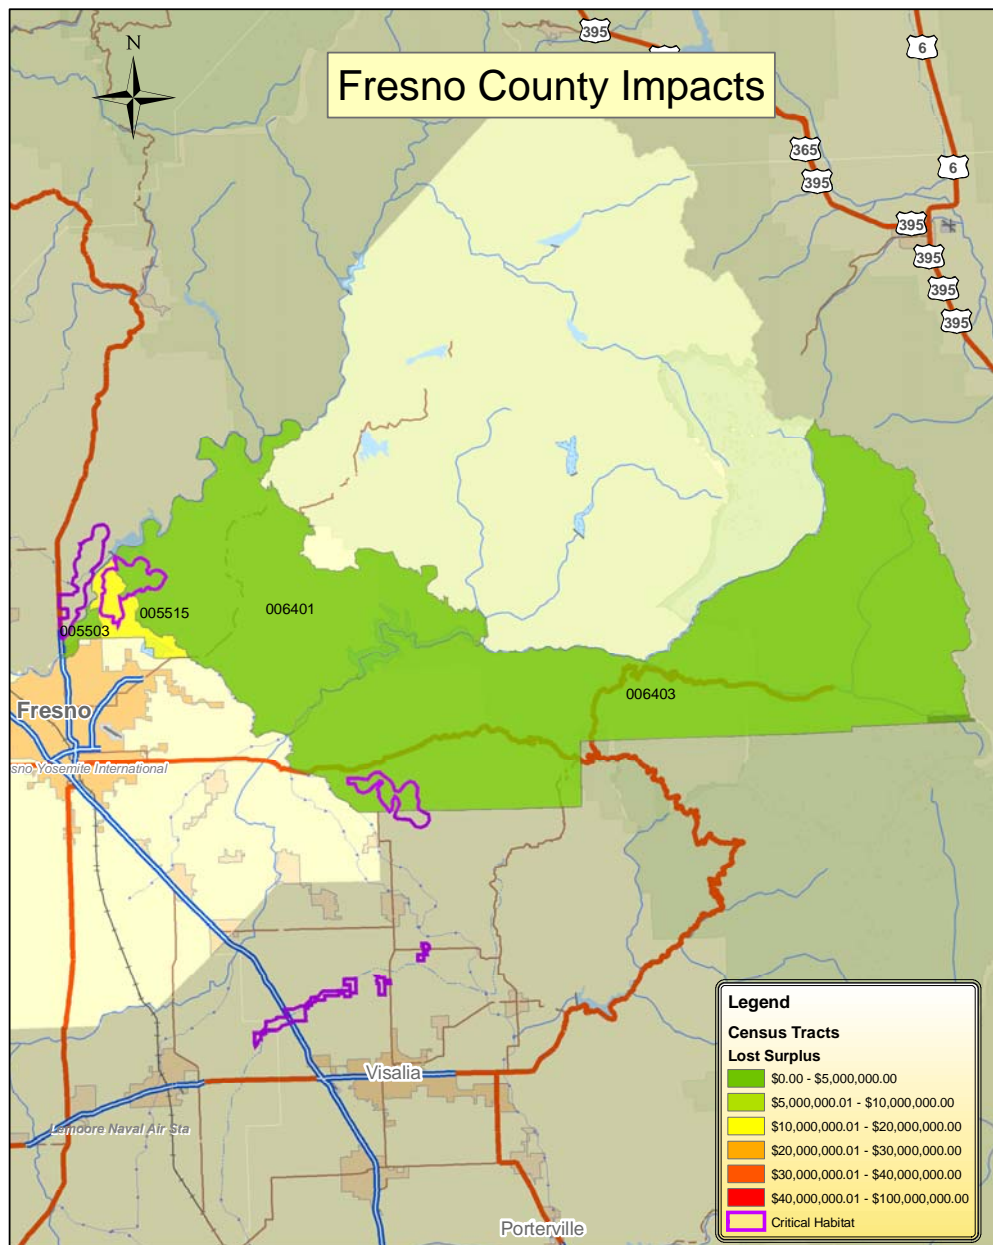 395
6
N
Fresno County Impacts
365
395
6
395
395
395
395
005515
006401
005503
006403
Fresno
sno Yosemite International
Visalia
Lemoore Naval Air Sta
Porterville
Legend
Census Tracts
Lost Surplus
$0.00 - $5,000,000.00
$5,000,000.01 - $10,000,000.00
$10,000,000.01 - $20,000,000.00
$20,000,000.01 - $30,000,000.00
$30,000,000.01 - $40,000,000.00
$40,000,000.01 - $100,000,000.00
Critical Habitat